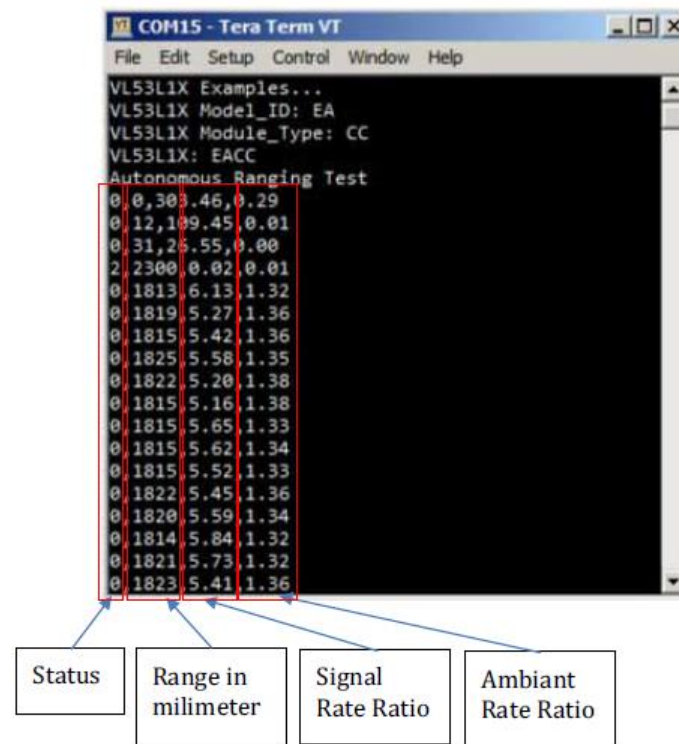 COM15 - Tera Term VT
File Edit Setup Control Window Help
VL53L1X Examples...
VL53L1X Model_ID: EA
VL53L1X Module_Type: CC
VL53L1X: EACC
Autonomous Ranging Test
0,0,303.46,0.29
0,12,109.45,0.01
0,31,26.55,0.00
2,2300,0.02,0.01
0,1813,6.13,1.32
0,1819,5.27,1.36
0,1815,5.42,1.36
0,1825,5.58,1.35
0,1822,5.20,1.38
0,1815,5.16,1.38
0,1815,5.65,1.33
0,1815,5.62,1.34
0,1815,5.52,1.33
0,1822,5.45,1.36
0,1820,5.59,1.34
0,1814,5.84,1.32
0,1821,5.73,1.32
0,1823,5.41,1.36
Status
Range in
milimeter
Signal
Rate Ratio
Ambiant
Rate Ratio